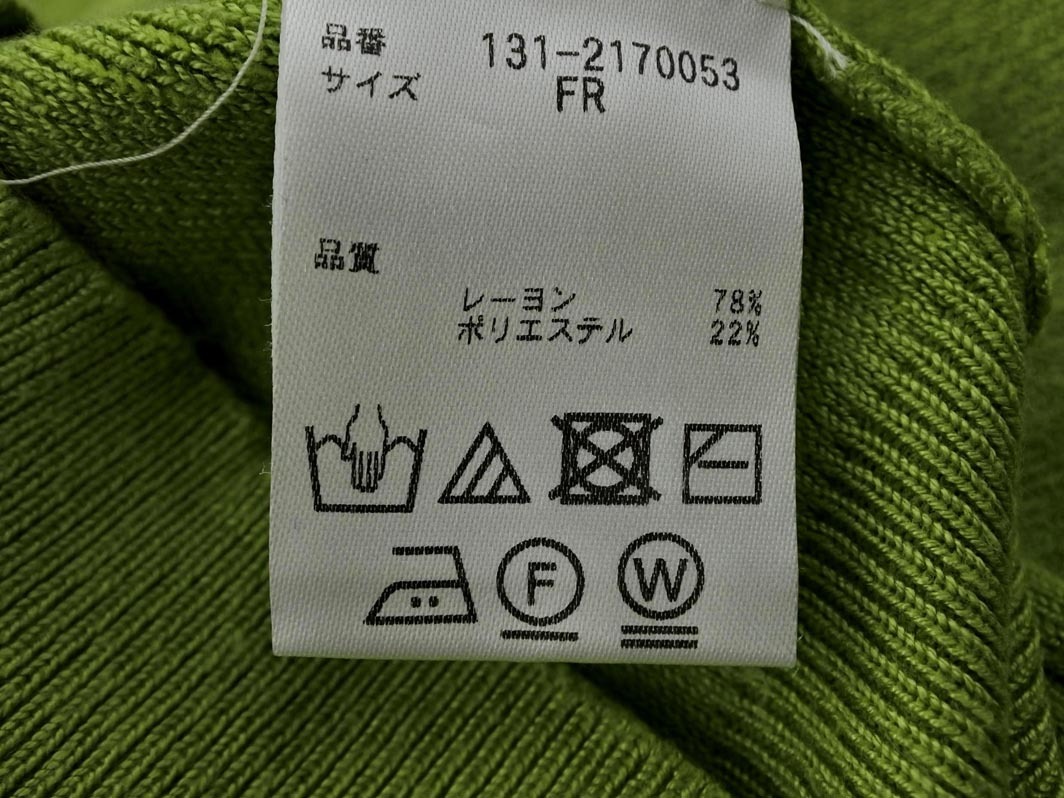 品番 131-2170053
サイズ FR
品質
レーヨン 78%
ポリエステル 22%
F W